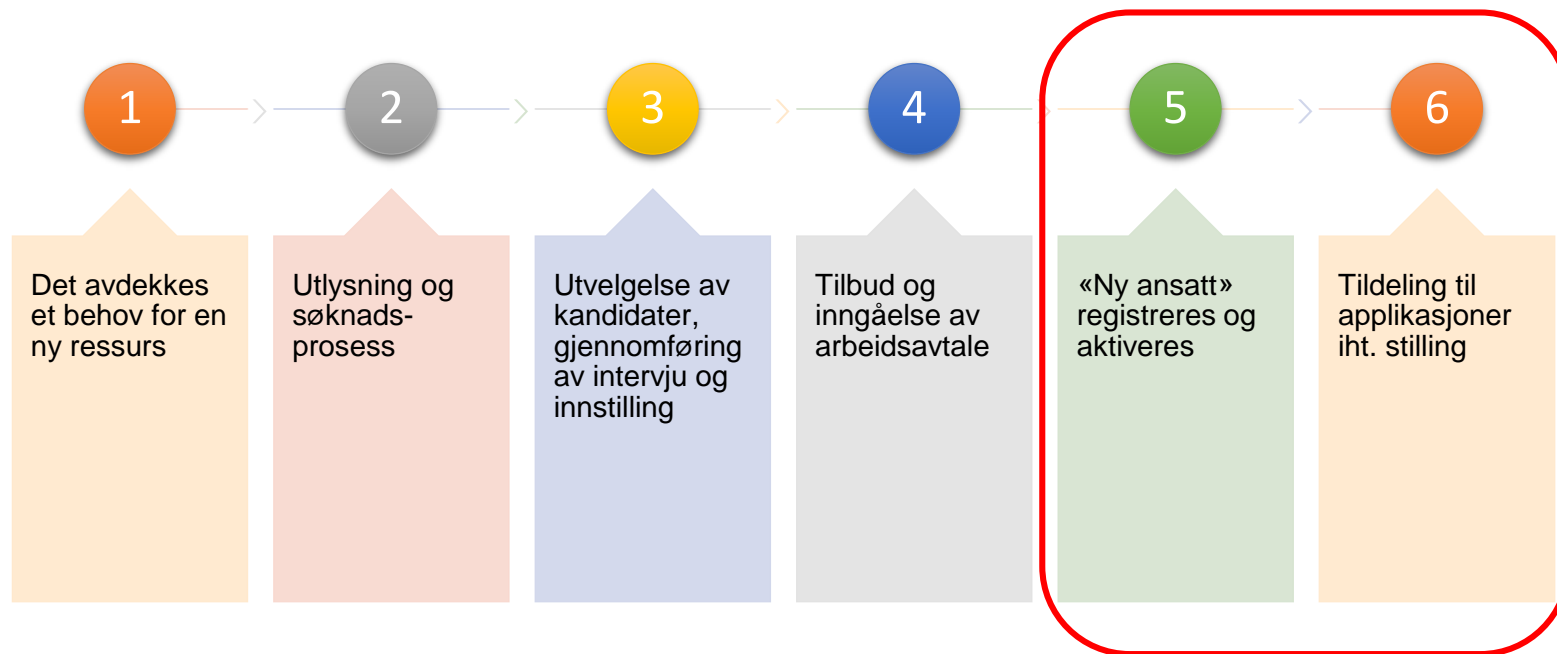 1
2
3
4
5
6
Det avdekkes
et behov for en
ny ressurs
Utlysning og
søknads-
prosess
Utvelgelse av
kandidater,
gjennomføring
av intervju og
innstilling
Tilbud og
inngåelse av
arbeidsavtale
«Ny ansatt»
registreres og
aktiveres
Tildeling til
applikasjoner
iht. stilling